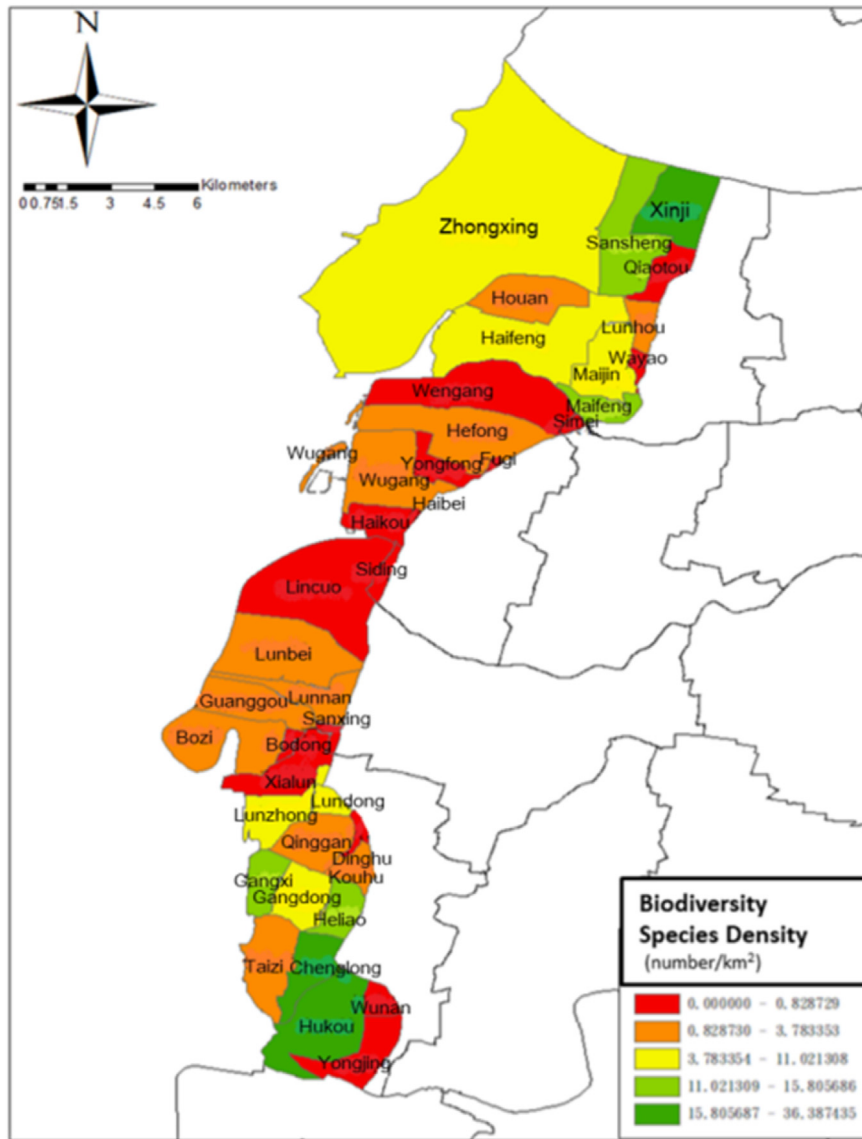 N
Kilometers
0 0.75 1.5 3 4.5 6
Xinji
Zhongxing
Sansheng
Qiaotou
Houan
Lunhou
Haifeng
Wayao
Maijin
Wengang
Maifeng
Simei
Hefong
Wugang
Fugi
Yongfong
Wugang
Haibei
Haikou
Siding
Lincuo
Lunbei
Lunnan
Guanggou
Sanxing
Bozi
Bodong
Xialun
Lundong
Lunzhong
Qinggan
Dinghu
Kouhu
Gangxi
Gangdong
Heliao
Taizi
Chenglong
Wunan
Hukou
Yongjing
Biodiversity
Species Density
(number/km²)
0.000000 - 0.828729
0.828730 - 3.783353
3.783354 - 11.021308
11.021309 - 15.805686
15.805687 - 36.387435